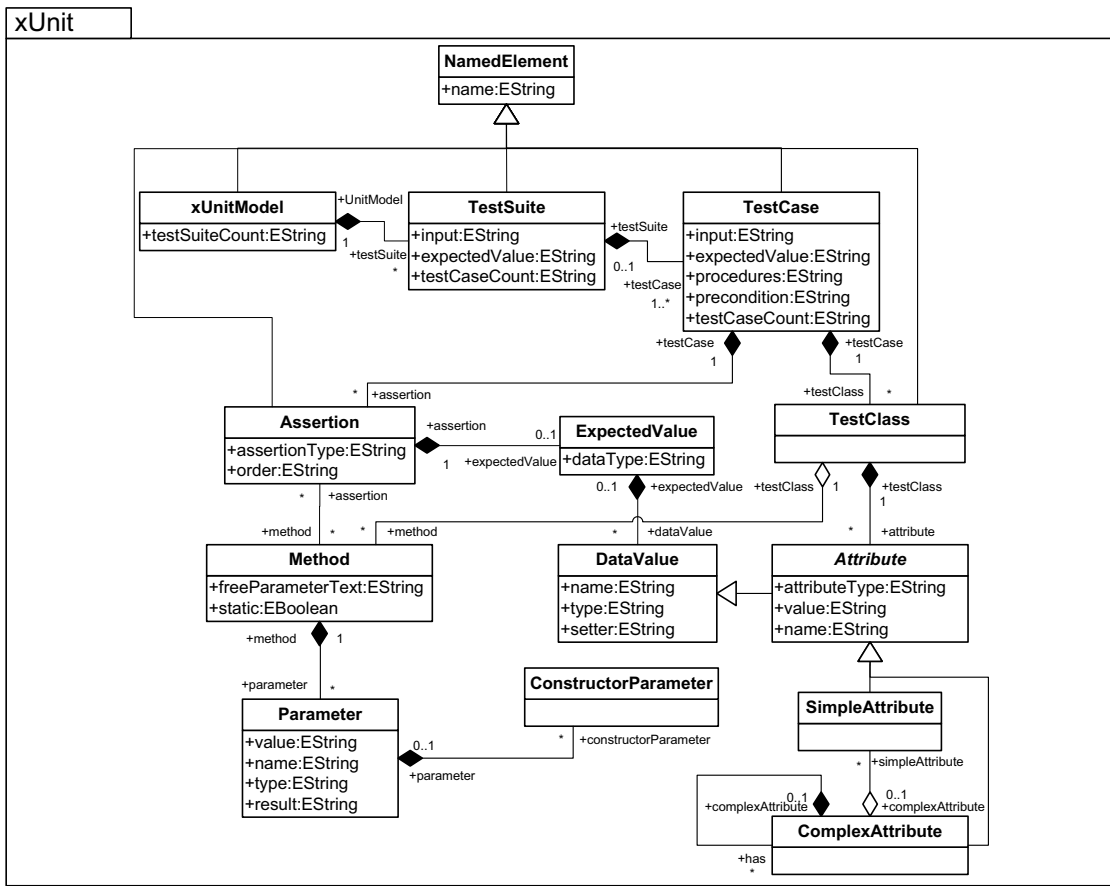 xUnit
NamedElement
+name:EString
xUnitModel
+testSuiteCount:EString
+UnitModel
1
+testSuite
*
TestSuite
+input:EString
+expectedValue:EString
+testCaseCount:EString
+testSuite
0..1
+testCase
1..*
TestCase
+input:EString
+expectedValue:EString
+procedures:EString
+precondition:EString
+testCaseCount:EString
+testCase
1
+testCase
1
*
+assertion
+testClass
*
Assertion
+assertionType:EString
+order:EString
+assertion
1
0..1
+expectedValue
ExpectedValue
+dataType:EString
TestClass
*
+assertion
0..1
+expectedValue
+testClass
1
+testClass
1
+method
*
*
+method
*
+dataValue
*
+attribute
Method
+freeParameterText:EString
+static:EBoolean
DataValue
+name:EString
+type:EString
+setter:EString
Attribute
+attributeType:EString
+value:EString
+name:EString
+method
1
+parameter
*
Parameter
+value:EString
+name:EString
+type:EString
+result:EString
0..1
+parameter
ConstructorParameter
*
+constructorParameter
SimpleAttribute
*
+simpleAttribute
0..1
+complexAttribute
0..1
+complexAttribute
ComplexAttribute
+has
*